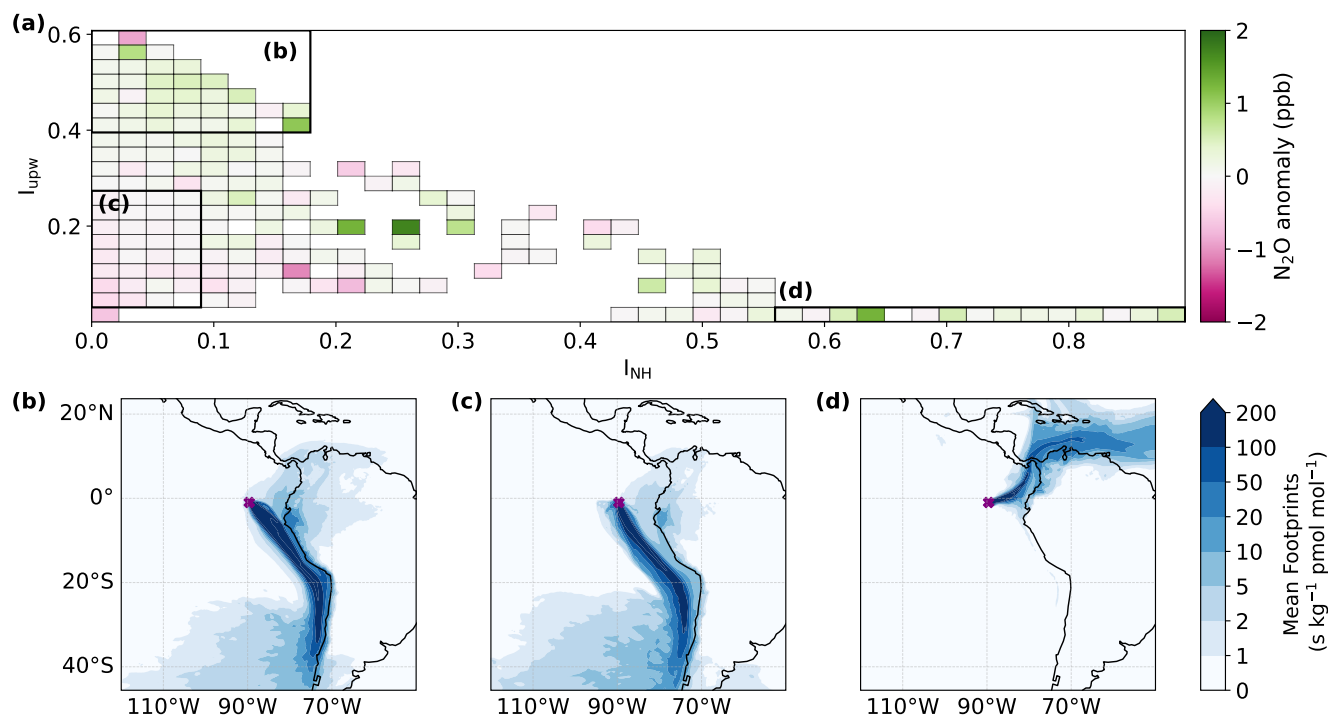 (a)
0.6
0.4
0.2
I_upw
(b)
(c)
(d)
0.0 0.1 0.2 0.3 0.4 0.5 0.6 0.7 0.8
I_NH
2
1
0
−1
−2
N₂O anomaly (ppb)
(b)
20°N
0°
20°S
40°S
110°W 90°W 70°W
(c)
110°W 90°W 70°W
(d)
110°W 90°W 70°W
200
100
50
20
10
5
2
1
0
Mean Footprints
(s kg⁻¹ pmol mol⁻¹)